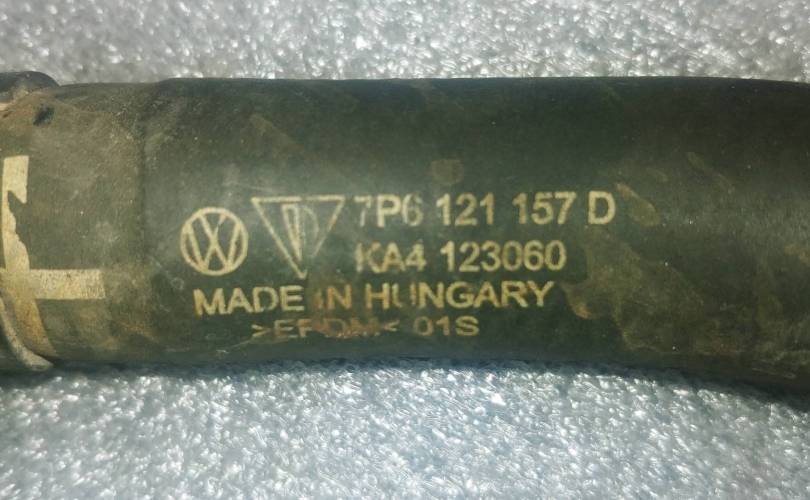 7P6 121 157 D
KA4 123060
MADE IN HUNGARY
>EPDM< 01S